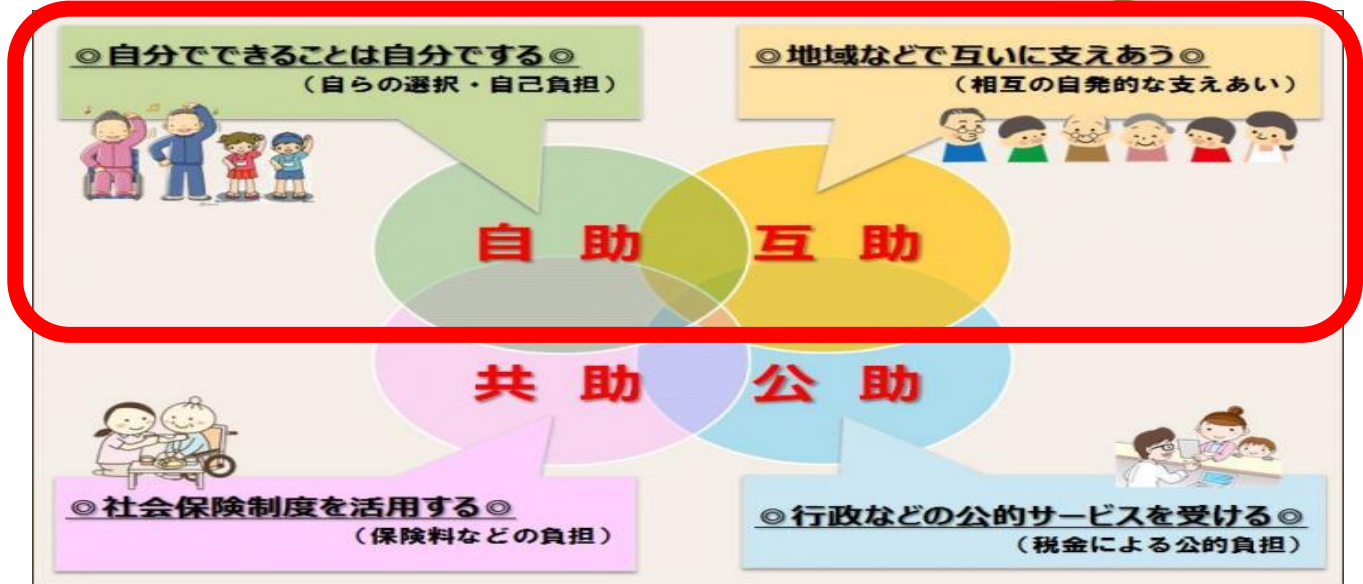 ◎自分でできることは自分でする◎
（自らの選択・自己負担）
◎地域などで互いに支えあう◎
（相互の自発的な支えあい）
自 助
互 助
共 助
公 助
◎社会保険制度を活用する◎
（保険料などの負担）
◎行政などの公的サービスを受ける◎
（税金による公的負担）